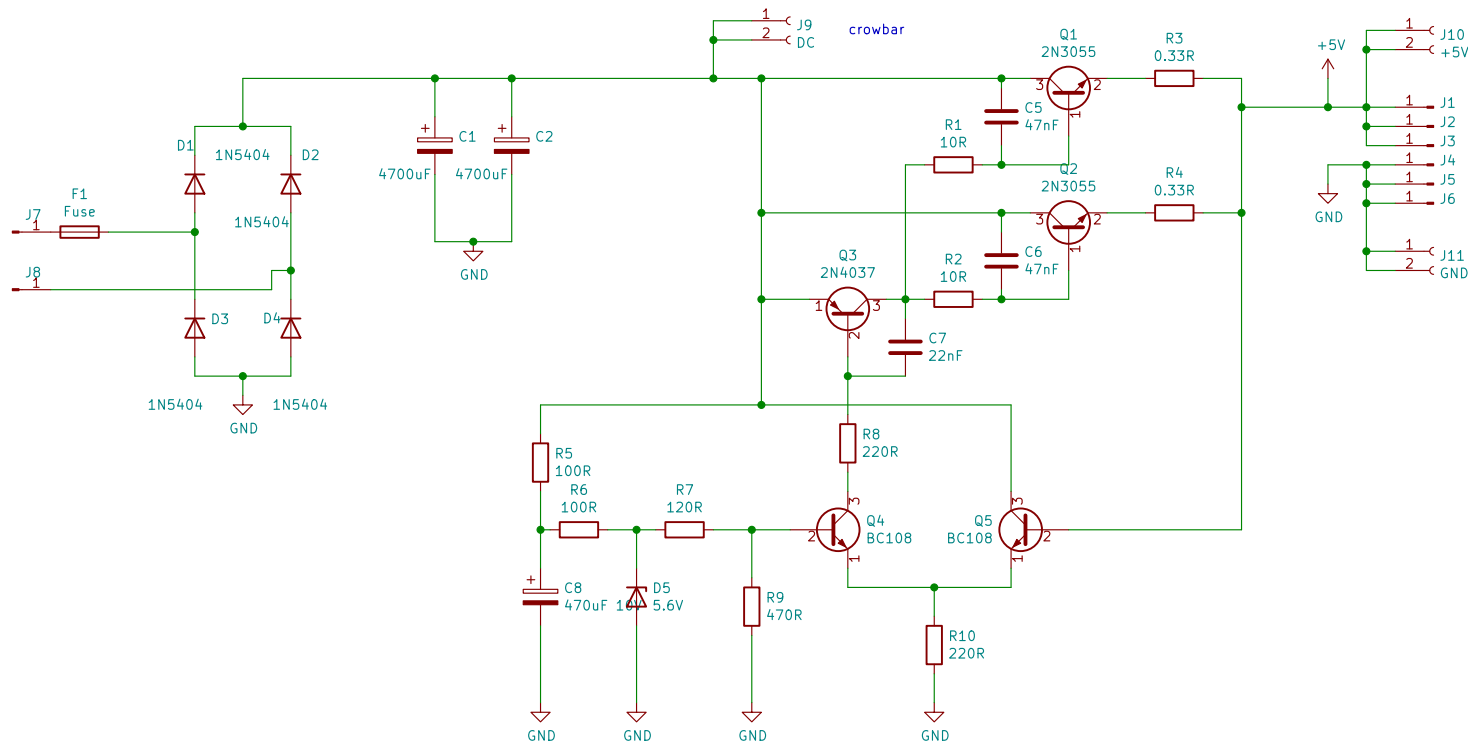 1
J9
2
DC
crowbar
Q1
2N3055
3
2
1
R3
0.33R
+5V
1
J10
2
+5V
D1
1N5404
D2
1N5404
+
C1
4700uF
+
C2
4700uF
GND
C5
47nF
R1
10R
1
J1
1
J2
1
J3
1
J4
1
J5
1
J6
GND
Q2
2N3055
3
2
1
R4
0.33R
F1
Fuse
J7
1
J8
1
C6
47nF
R2
10R
1
J11
2
GND
Q3
2N4037
1
3
2
C7
22nF
D3
D4
1N5404
1N5404
GND
R5
100R
R8
220R
R6
100R
R7
120R
3
2
1
Q4
BC108
3
Q5
BC108
2
1
+
C8
470uF 10V
D5
5.6V
R9
470R
R10
220R
GND
GND
GND
GND